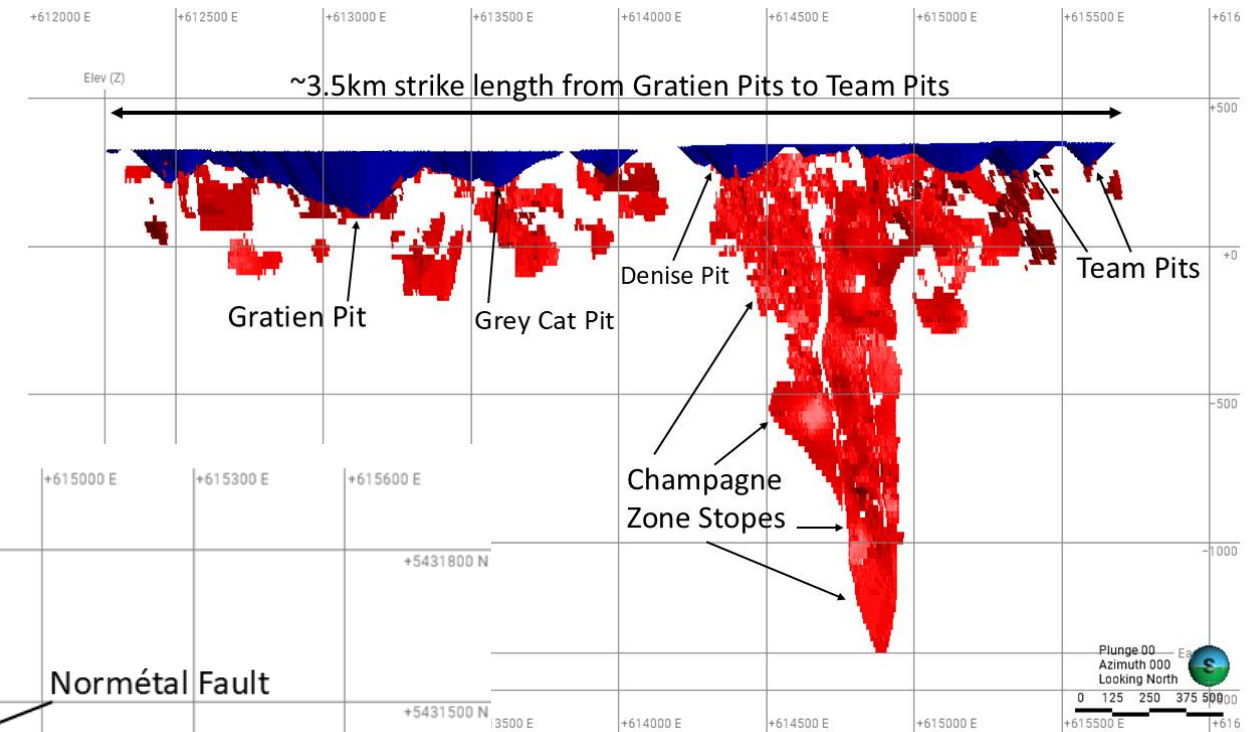 +612000 E +612500 E +613000 E +613500 E +614000 E +614500 E +615000 E +615500 E +616
Elev (Z)
~3.5km strike length from Gratien Pits to Team Pits
+500
+0
Denise Pit
Team Pits
Gratien Pit
Grey Cat Pit
-500
Champagne
Zone Stopes
+615000 E +615300 E +615600 E
-1000
+5431800 N
Normétal Fault
Plunge 00
Azimuth 000
Looking North
S
0 125 250 375 500
+5431500 N
3500 E +614000 E +614500 E +615000 E +615500 E +616